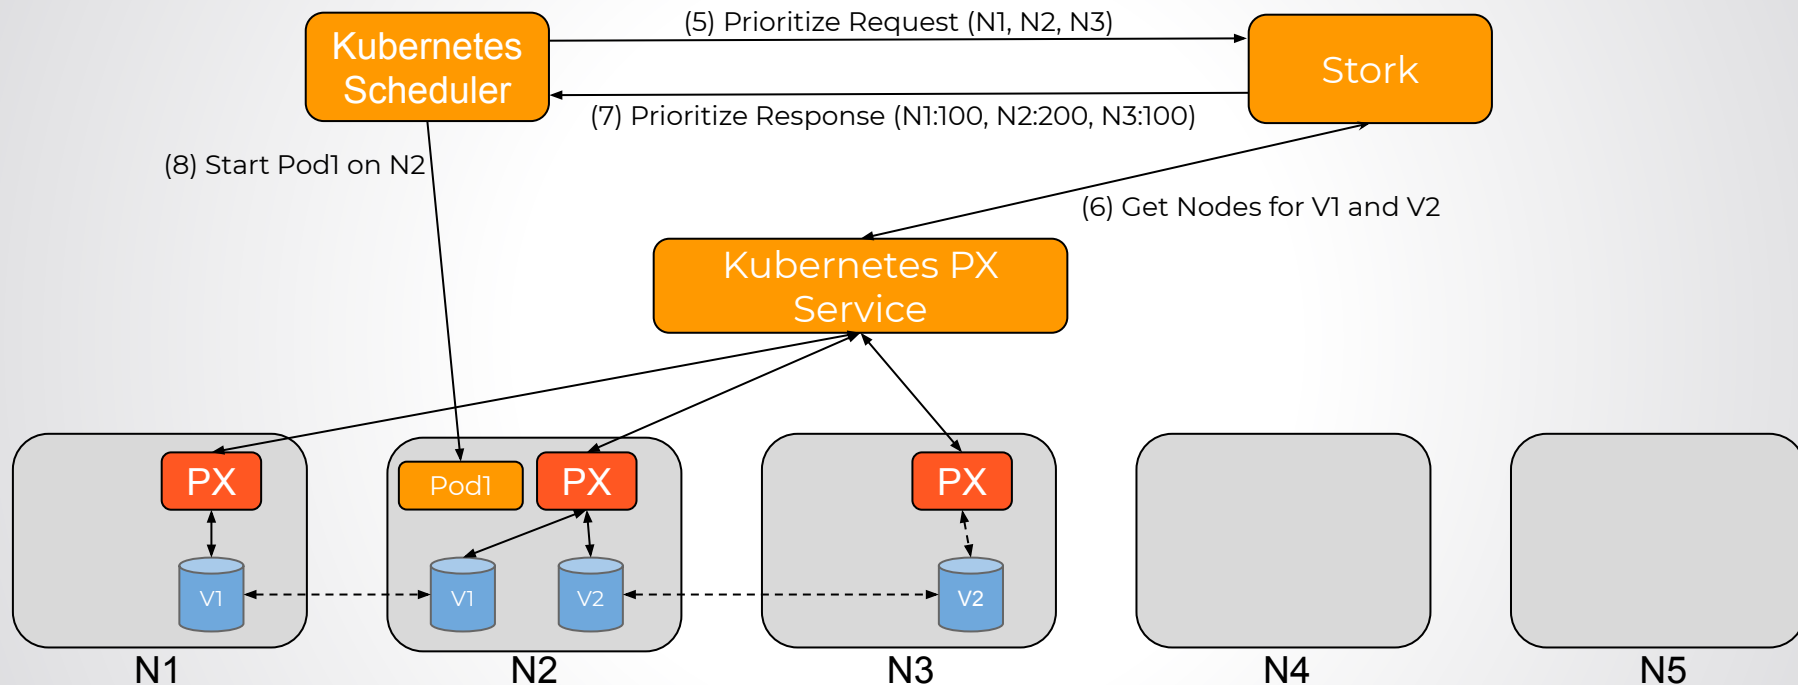 (5) Prioritize Request (N1, N2, N3)
Kubernetes
Scheduler
Stork
(7) Prioritize Response (N1:100, N2:200, N3:100)
(8) Start Pod1 on N2
(6) Get Nodes for V1 and V2
Kubernetes PX
Service
PX
Pod1
PX
PX
V1
V1
V2
V2
N1
N2
N3
N4
N5